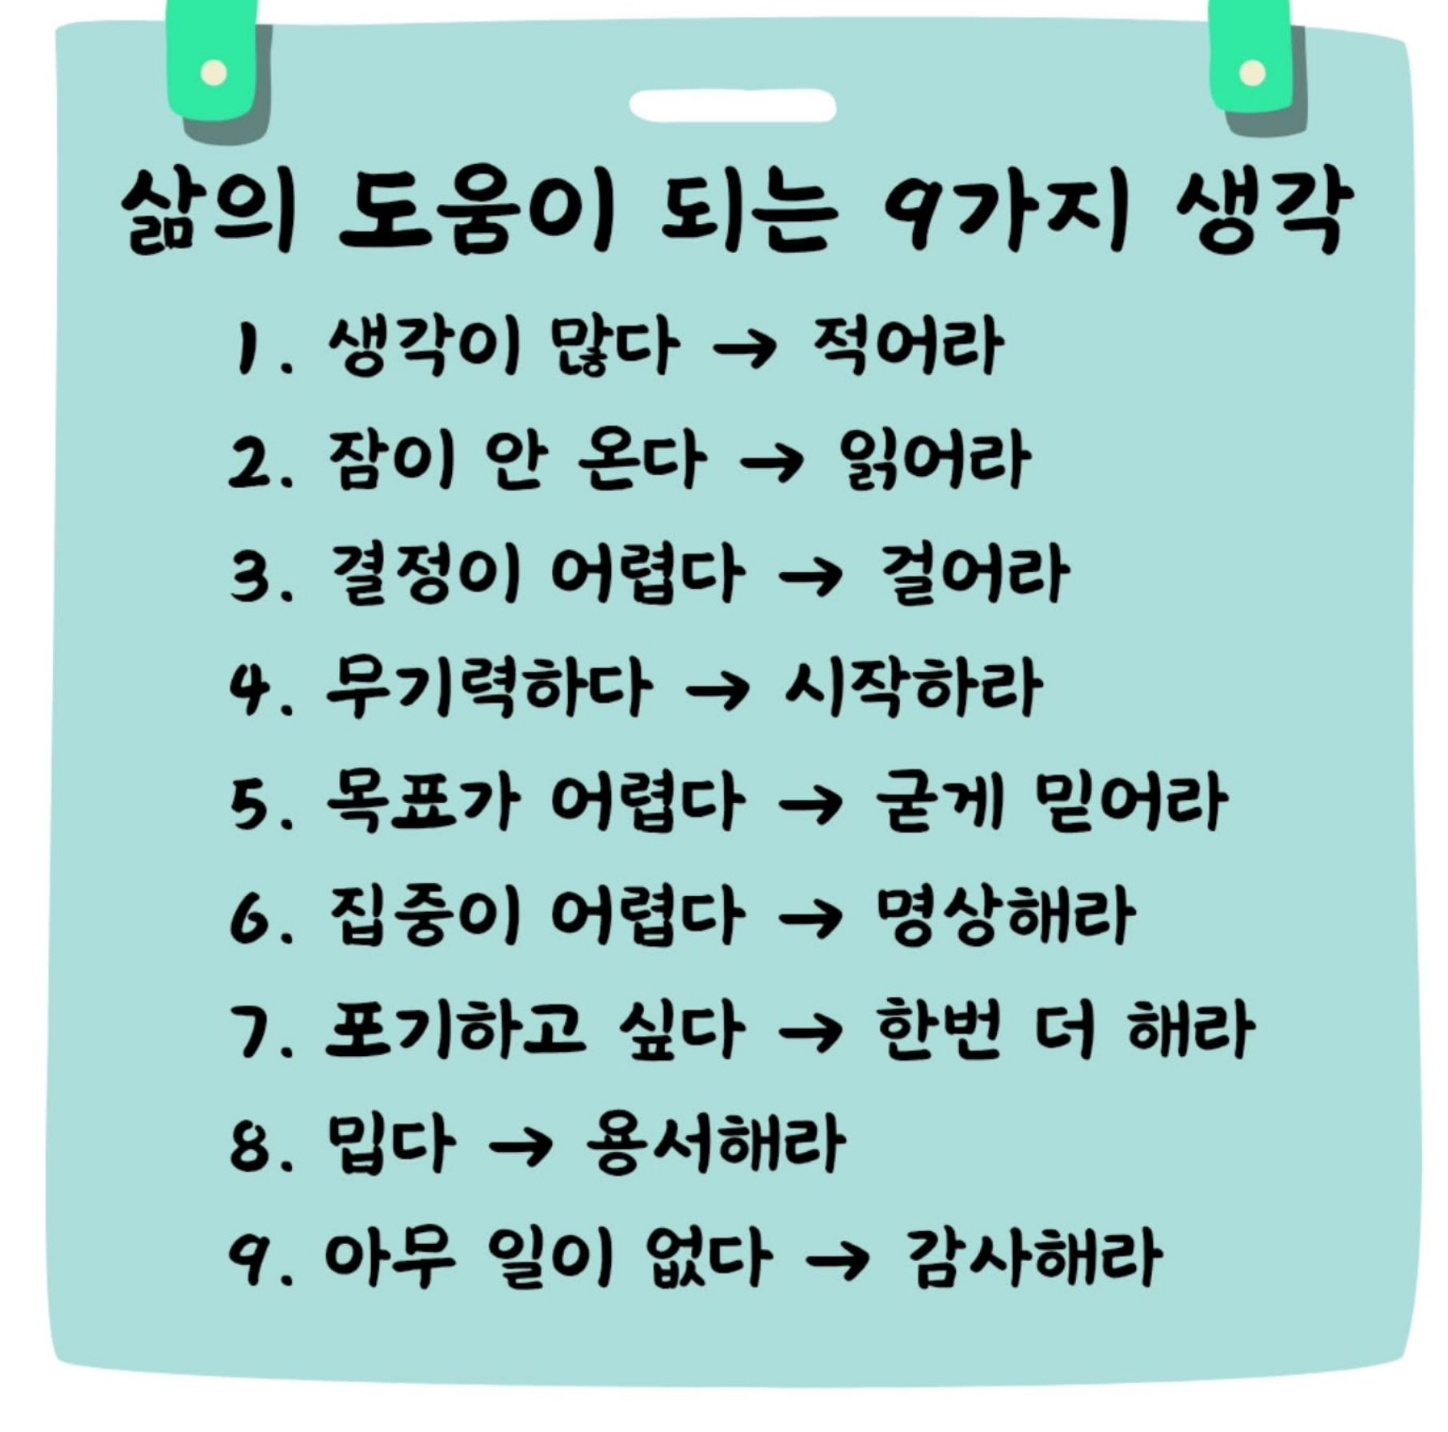 삶의 도움이 되는 9가지 생각
1. 생각이 많다 → 적어라
2. 잠이 안 온다 → 읽어라
3. 결정이 어렵다 → 걸어라
4. 무기력하다 → 시작하라
5. 목표가 어렵다 → 굳게 믿어라
6. 집중이 어렵다 → 명상해라
7. 포기하고 싶다 → 한번 더 해라
8. 밉다 → 용서해라
9. 아무 일이 없다 → 감사해라